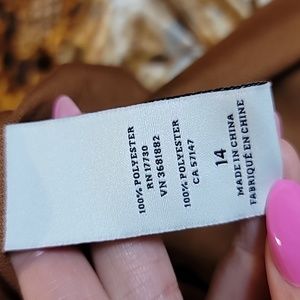 100% POLYESTER
RN 17730
VN 3681882
100% POLYESTER
CA 57147
14
MADE IN CHINA
FABRIQUÉ EN CHINE